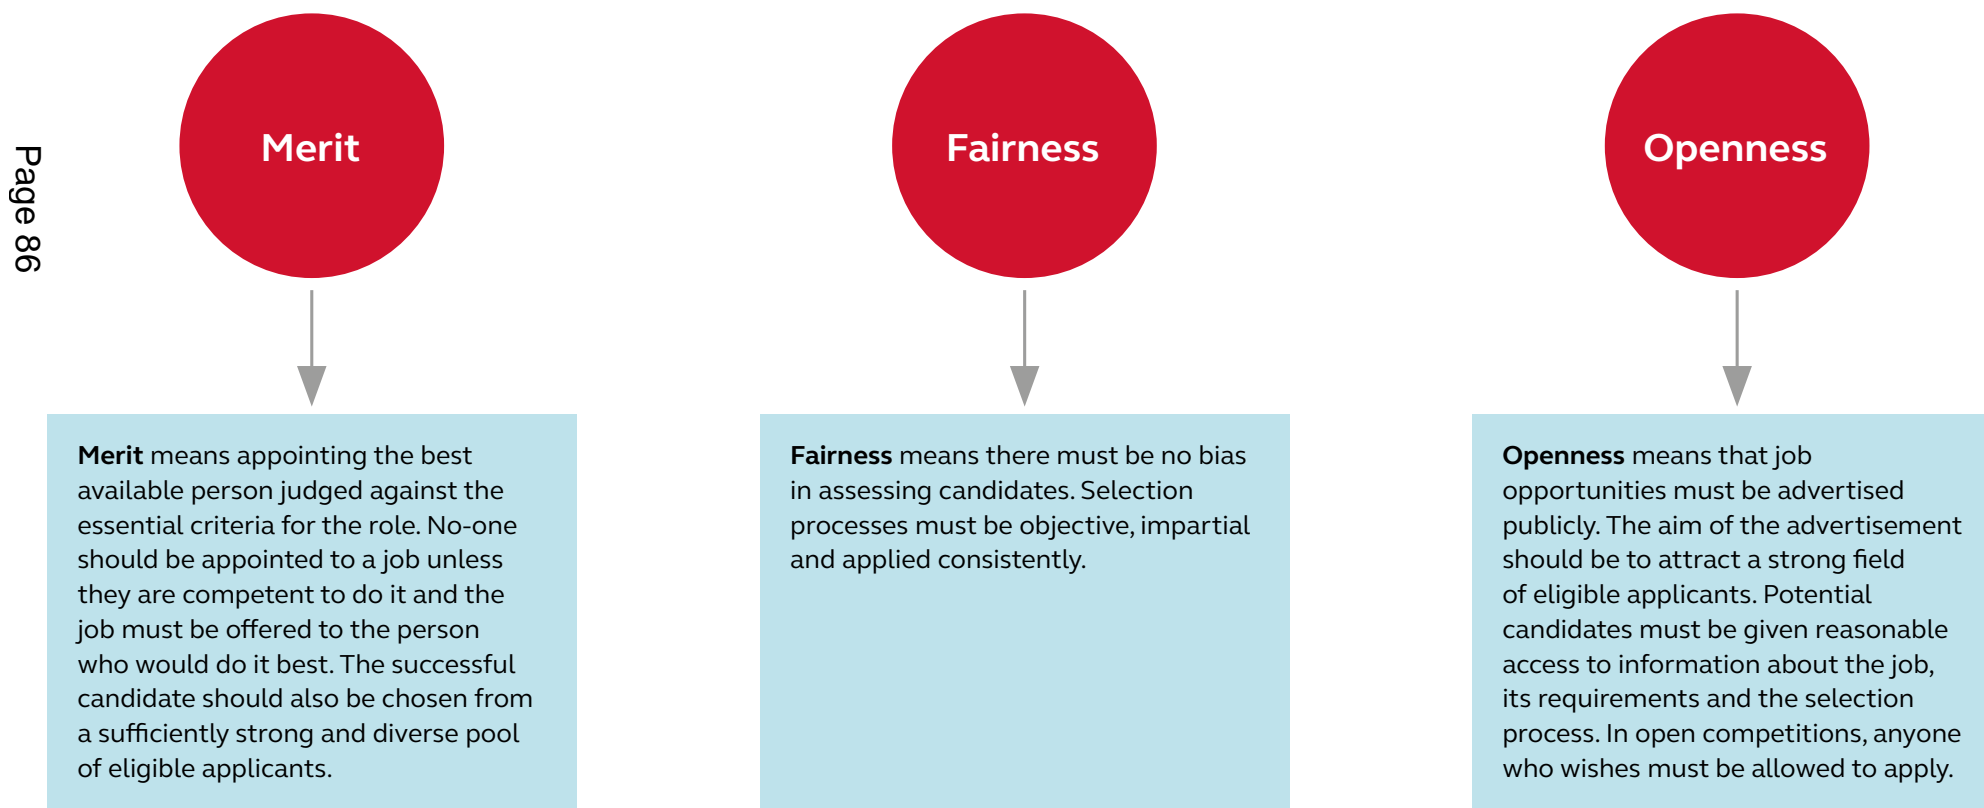 Page 86
Merit
Merit means appointing the best
available person judged against the
essential criteria for the role. No-one
should be appointed to a job unless
they are competent to do it and the
job must be offered to the person
who would do it best. The successful
candidate should also be chosen from
a sufficiently strong and diverse pool
of eligible applicants.
Fairness
Fairness means there must be no bias
in assessing candidates. Selection
processes must be objective, impartial
and applied consistently.
Openness
Openness means that job
opportunities must be advertised
publicly. The aim of the advertisement
should be to attract a strong field
of eligible applicants. Potential
candidates must be given reasonable
access to information about the job,
its requirements and the selection
process. In open competitions, anyone
who wishes must be allowed to apply.